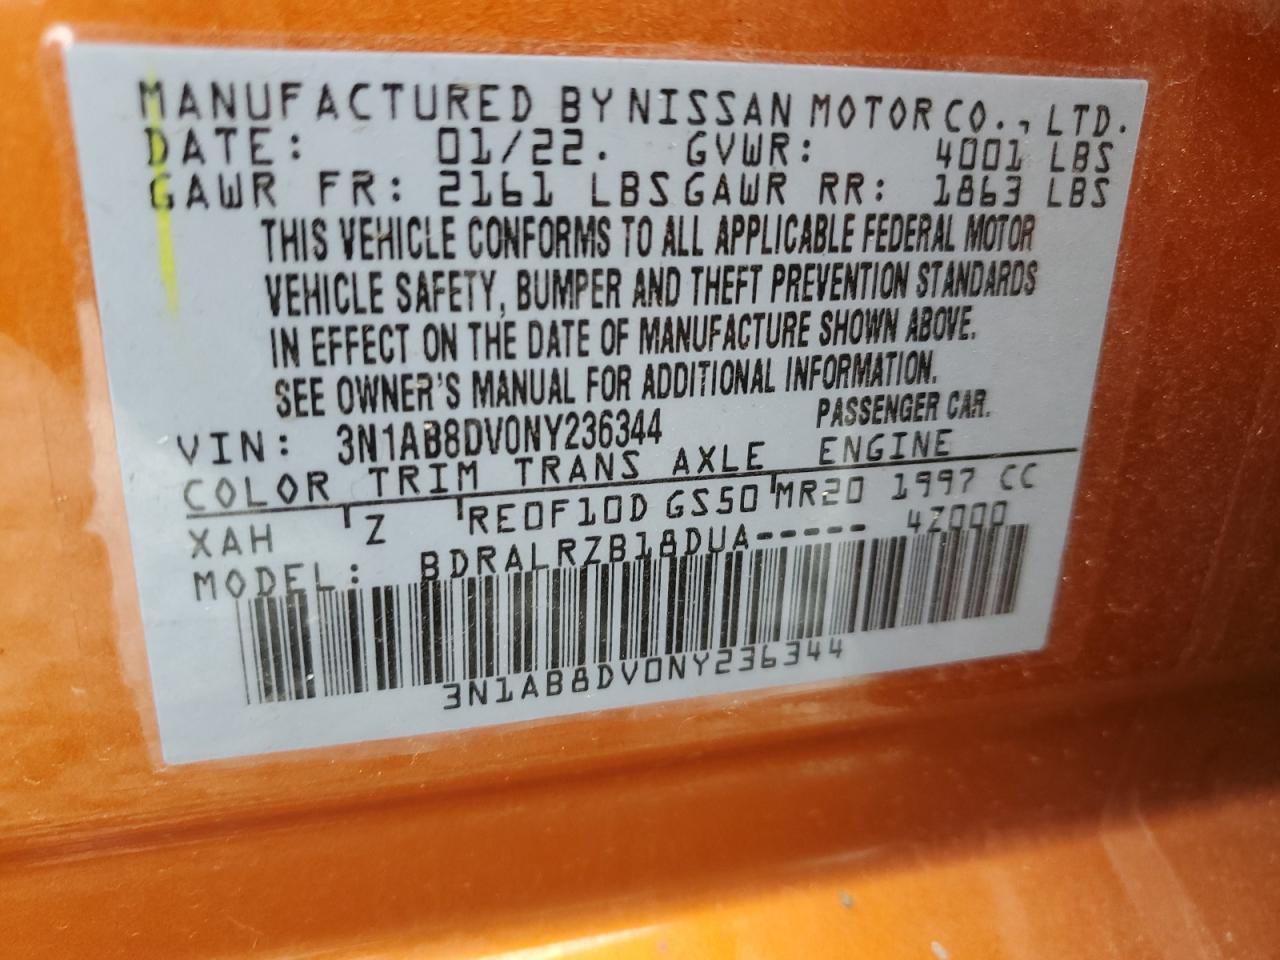 MANUFACTURED BY NISSAN MOTOR CO., LTD.
DATE: 01/22. GVWR: 4001 LBS
GAWR FR: 2161 LBS GAWR RR: 1863 LBS
THIS VEHICLE CONFORMS TO ALL APPLICABLE FEDERAL MOTOR
VEHICLE SAFETY, BUMPER AND THEFT PREVENTION STANDARDS
IN EFFECT ON THE DATE OF MANUFACTURE SHOWN ABOVE.
SEE OWNER'S MANUAL FOR ADDITIONAL INFORMATION.
VIN: 3N1AB8DV0NY236344 PASSENGER CAR.
COLOR TRIM TRANS AXLE ENGINE
XAH Z RE0F10D GS50 MR20 1997 CC
MODEL: BDRALRZB18DUA----- 4Z000
3N1AB8DV0NY236344